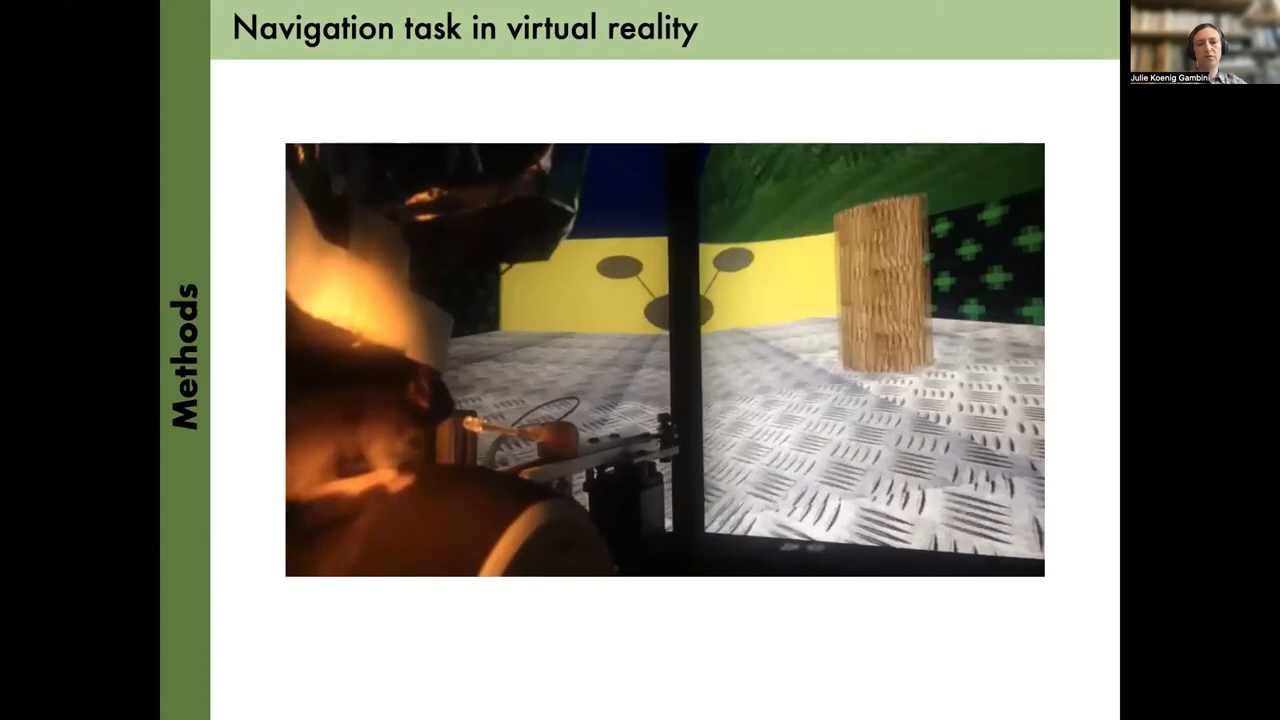 Navigation task in virtual reality
Julie Koenig Gambini
Methods